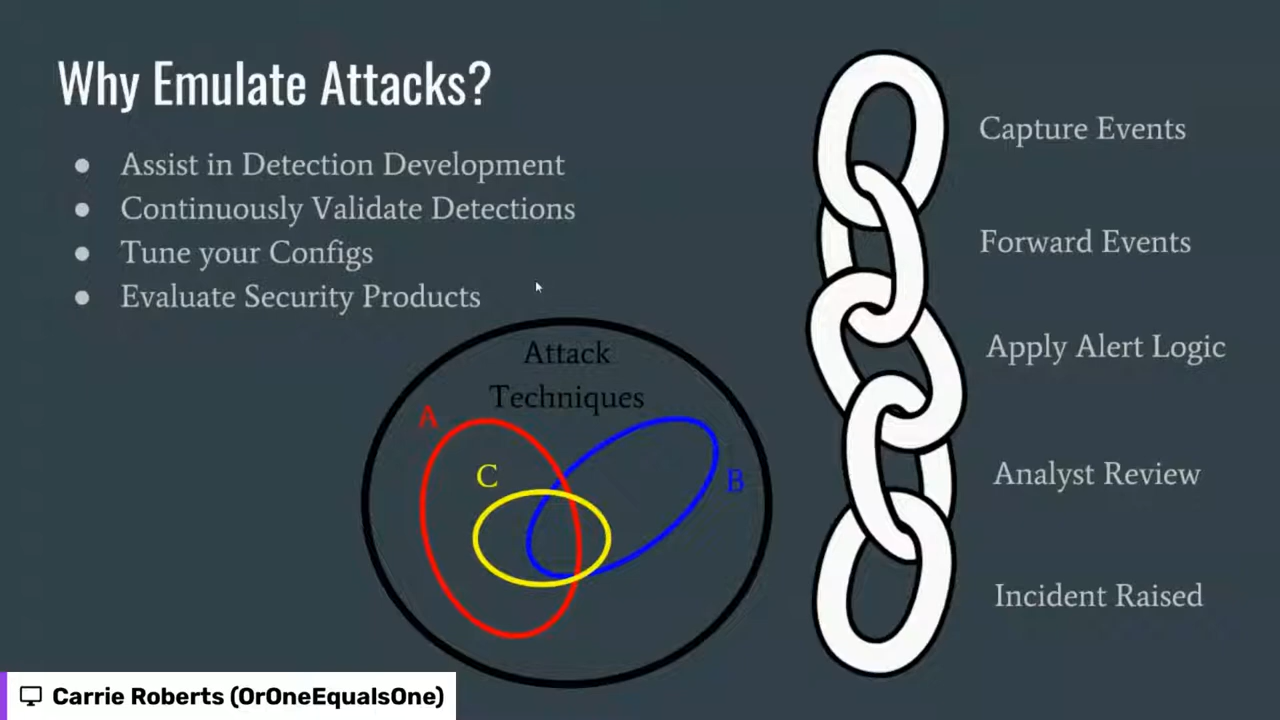 Why Emulate Attacks?
● Assist in Detection Development
● Continuously Validate Detections
● Tune your Configs
● Evaluate Security Products
Attack
Techniques
A
C
B
Capture Events
Forward Events
Apply Alert Logic
Analyst Review
Incident Raised
Carrie Roberts (OrOneEqualsOne)